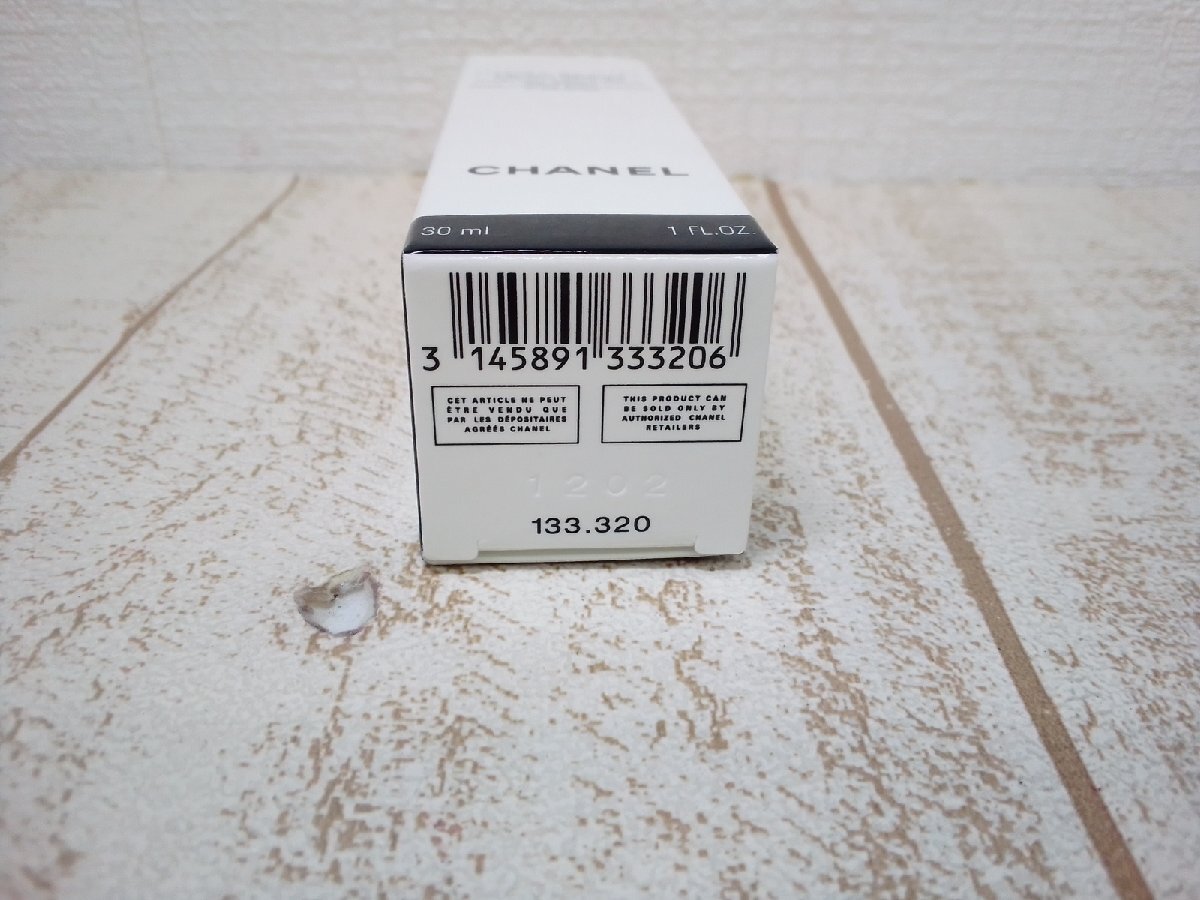 CHANEL
30 ml 1 FL.OZ.
3 145891 333206
CET ARTICLE NE PEUT
ÊTRE VENDU QUE
PAR LES DÉPOSITAIRES
AGRÉÉS CHANEL
THIS PRODUCT CAN
BE SOLD ONLY BY
AUTHORIZED CHANEL
RETAILERS
1202
133.320